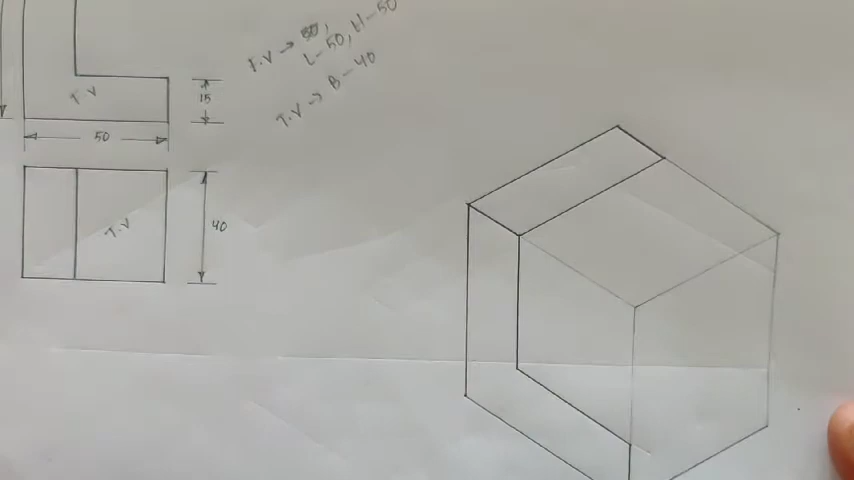 T.V
15
50
T.V
40
F.V → 50,
L-50, H-50
T.V → B-40